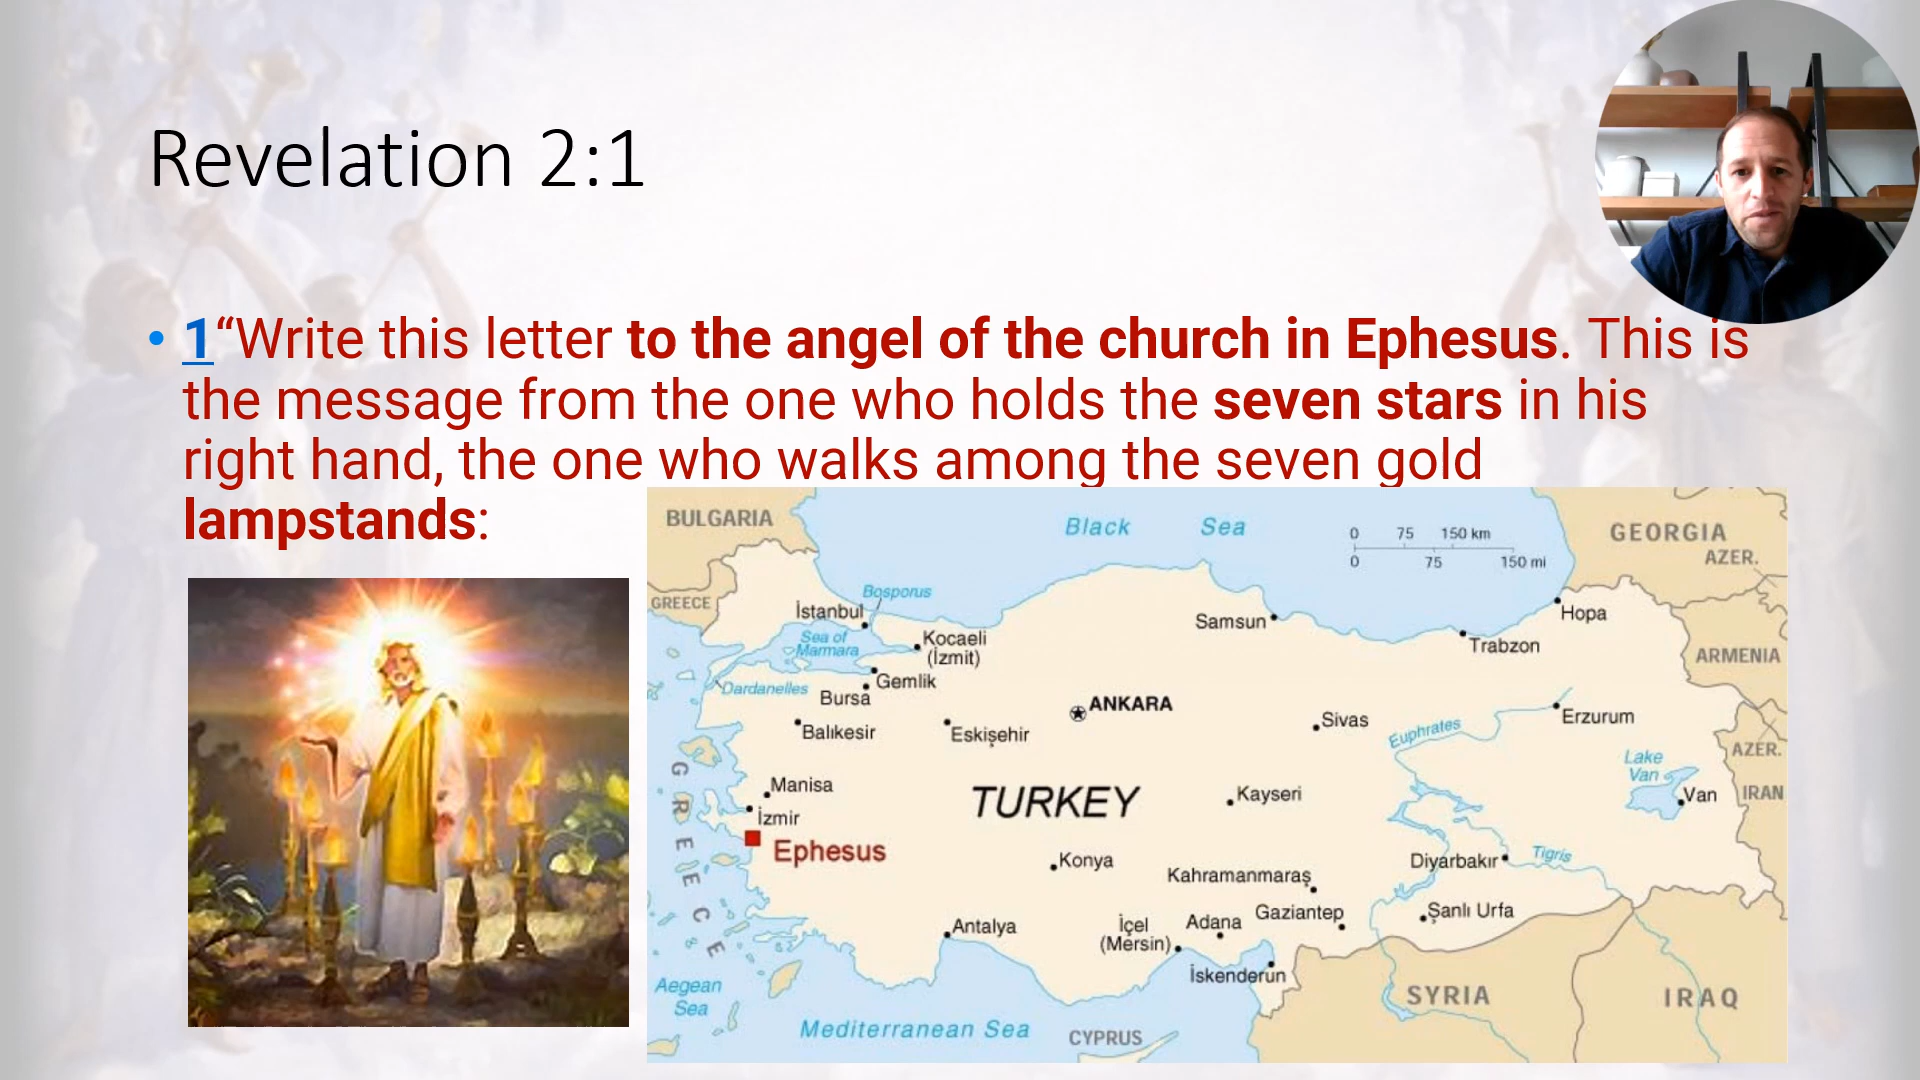 Revelation 2:1
• 1“Write this letter to the angel of the church in Ephesus. This is
the message from the one who holds the seven stars in his
right hand, the one who walks among the seven gold
lampstands:
BULGARIA
Black Sea
0 75 150 km
0 75 150 mi
GEORGIA
AZER.
GREECE
Bosporus
İstanbul
Sea of
Marmara
Kocaeli
(İzmit)
Samsun
Hopa
Trabzon
ARMENIA
Dardanelles
Gemlik
Bursa
ANKARA
Balıkesir
Eskişehir
Sivas
Euphrates
Erzurum
AZER.
Lake
Van
Van
IRAN
GREECE
Manisa
İzmir
Ephesus
TURKEY
Kayseri
Konya
Kahramanmaraş
Diyarbakır
Tigris
Antalya
İçel
(Mersin)
Adana
Gaziantep
Şanlı Urfa
İskenderun
Aegean
Sea
Mediterranean Sea
CYPRUS
SYRIA
IRAQ